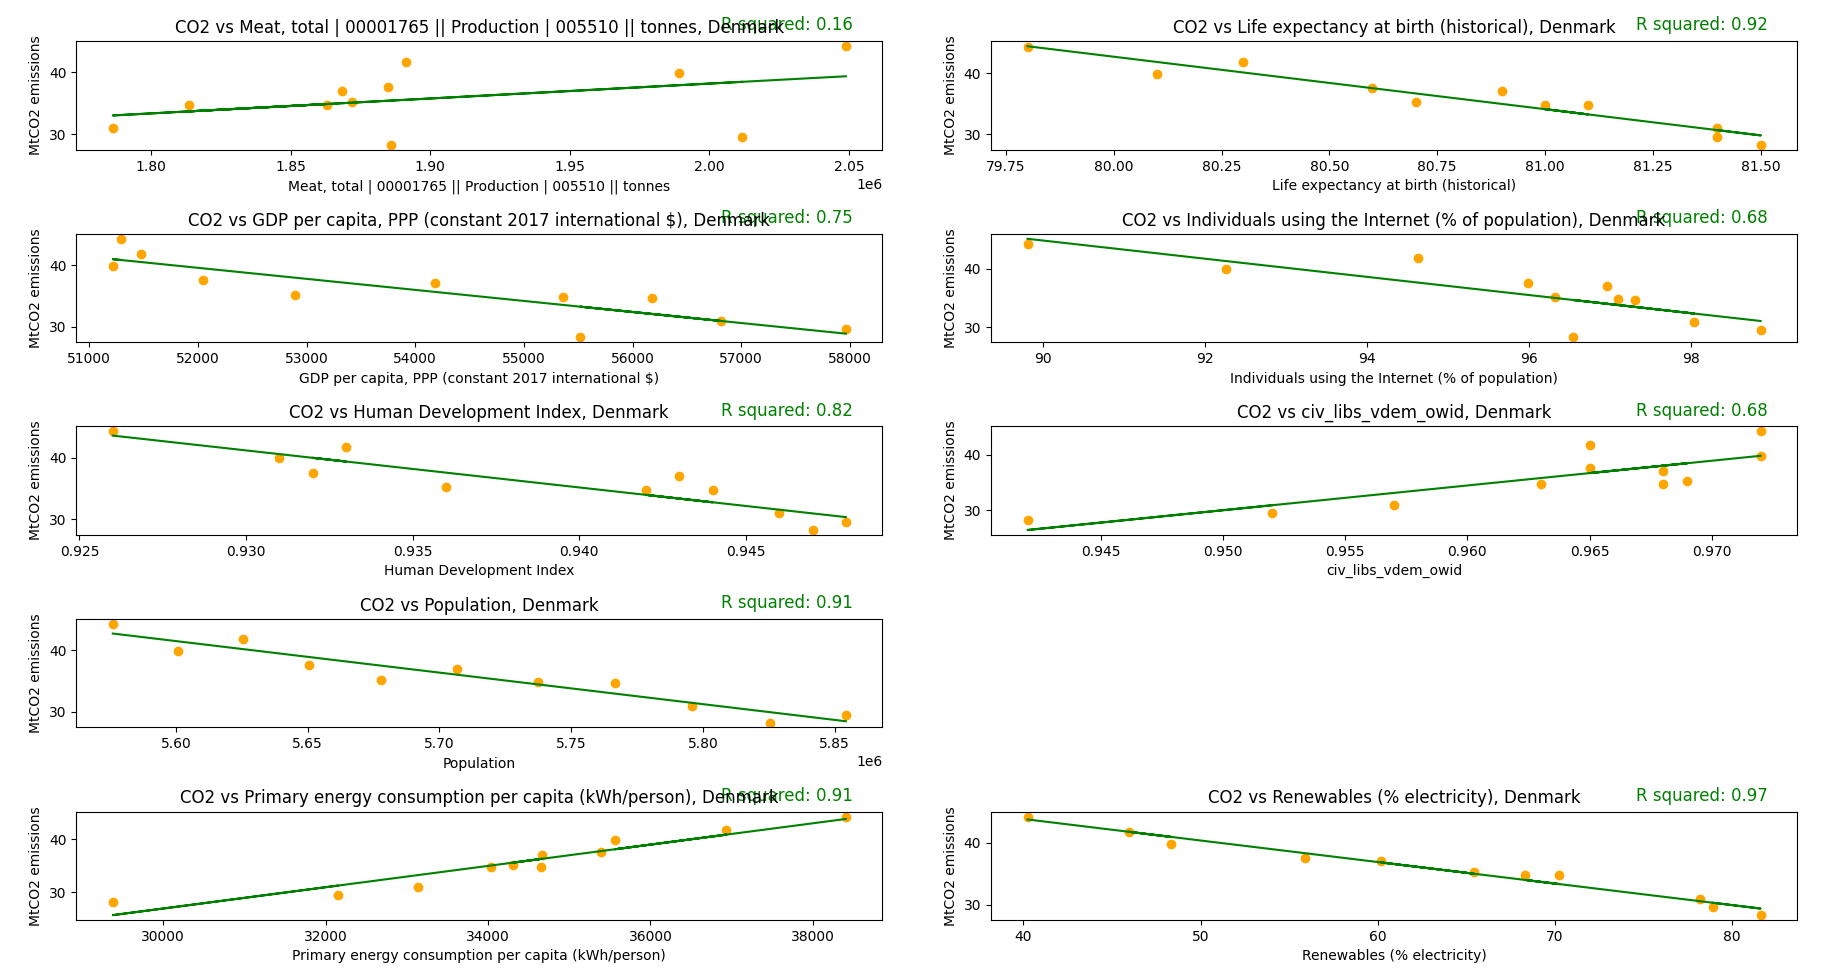 CO2 vs Meat, total | 00001765 || Production | 005510 || tonnes, Denmark
R squared: 0.16
MtCO2 emissions
40
30
1.80
1.85
1.90
1.95
2.00
2.05
1e6
Meat, total | 00001765 || Production | 005510 || tonnes
CO2 vs Life expectancy at birth (historical), Denmark
R squared: 0.92
MtCO2 emissions
40
30
79.75
80.00
80.25
80.50
80.75
81.00
81.25
81.50
Life expectancy at birth (historical)
CO2 vs GDP per capita, PPP (constant 2017 international $), Denmark
R squared: 0.75
MtCO2 emissions
40
30
51000
52000
53000
54000
55000
56000
57000
58000
GDP per capita, PPP (constant 2017 international $)
CO2 vs Individuals using the Internet (% of population), Denmark
R squared: 0.68
MtCO2 emissions
40
30
90
92
94
96
98
Individuals using the Internet (% of population)
CO2 vs Human Development Index, Denmark
R squared: 0.82
MtCO2 emissions
40
30
0.925
0.930
0.935
0.940
0.945
Human Development Index
CO2 vs civ_libs_vdem_owid, Denmark
R squared: 0.68
MtCO2 emissions
40
30
0.945
0.950
0.955
0.960
0.965
0.970
civ_libs_vdem_owid
CO2 vs Population, Denmark
R squared: 0.91
MtCO2 emissions
40
30
5.60
5.65
5.70
5.75
5.80
5.85
1e6
Population
CO2 vs Primary energy consumption per capita (kWh/person), Denmark
R squared: 0.91
MtCO2 emissions
40
30
30000
32000
34000
36000
38000
Primary energy consumption per capita (kWh/person)
CO2 vs Renewables (% electricity), Denmark
R squared: 0.97
MtCO2 emissions
40
30
40
50
60
70
80
Renewables (% electricity)